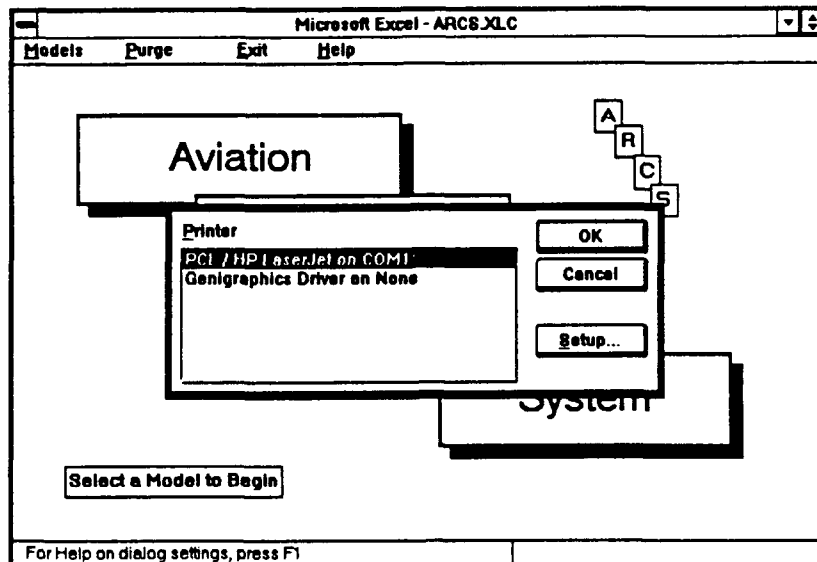 Microsoft Excel - ARCS.XLC
Models Purge Exit Help
Aviation
A
R
C
S
Printer
PCL / HP LaserJet on COM1:
Genigraphics Driver on None
OK
Cancel
Setup...
System
Select a Model to Begin
For Help on dialog settings, press F1